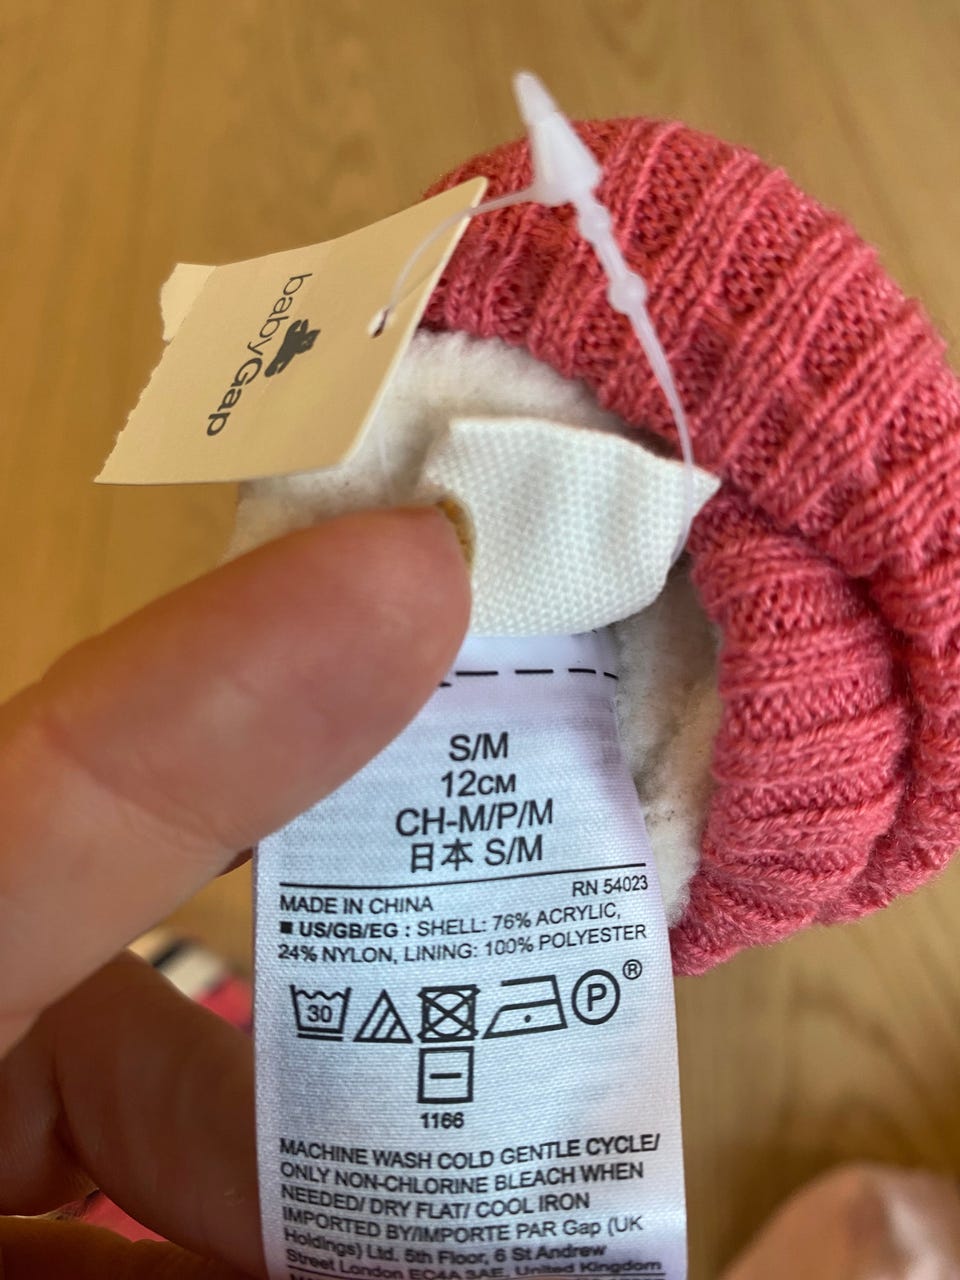 babyGap
S/M
12CM
CH-M/P/M
日本 S/M
RN 54023
MADE IN CHINA
US/GB/EG : SHELL: 76% ACRYLIC,
24% NYLON, LINING: 100% POLYESTER
30
P®
1166
MACHINE WASH COLD GENTLE CYCLE/
ONLY NON-CHLORINE BLEACH WHEN
NEEDED/ DRY FLAT/ COOL IRON
IMPORTED BY/IMPORTE PAR Gap (UK
Holdings) Ltd. 5th Floor, 6 St Andrew
Street London EC4A 3AE, United Kingdom